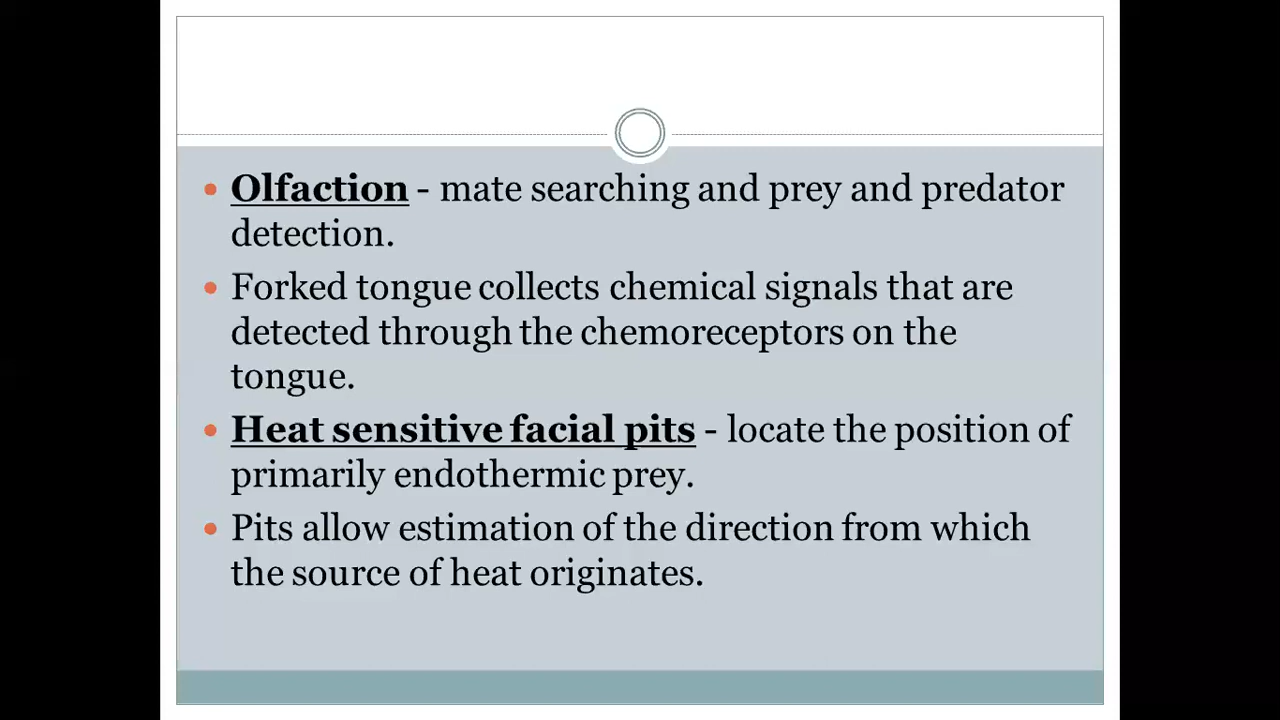 Olfaction - mate searching and prey and predator
detection.
Forked tongue collects chemical signals that are
detected through the chemoreceptors on the
tongue.
Heat sensitive facial pits - locate the position of
primarily endothermic prey.
Pits allow estimation of the direction from which
the source of heat originates.